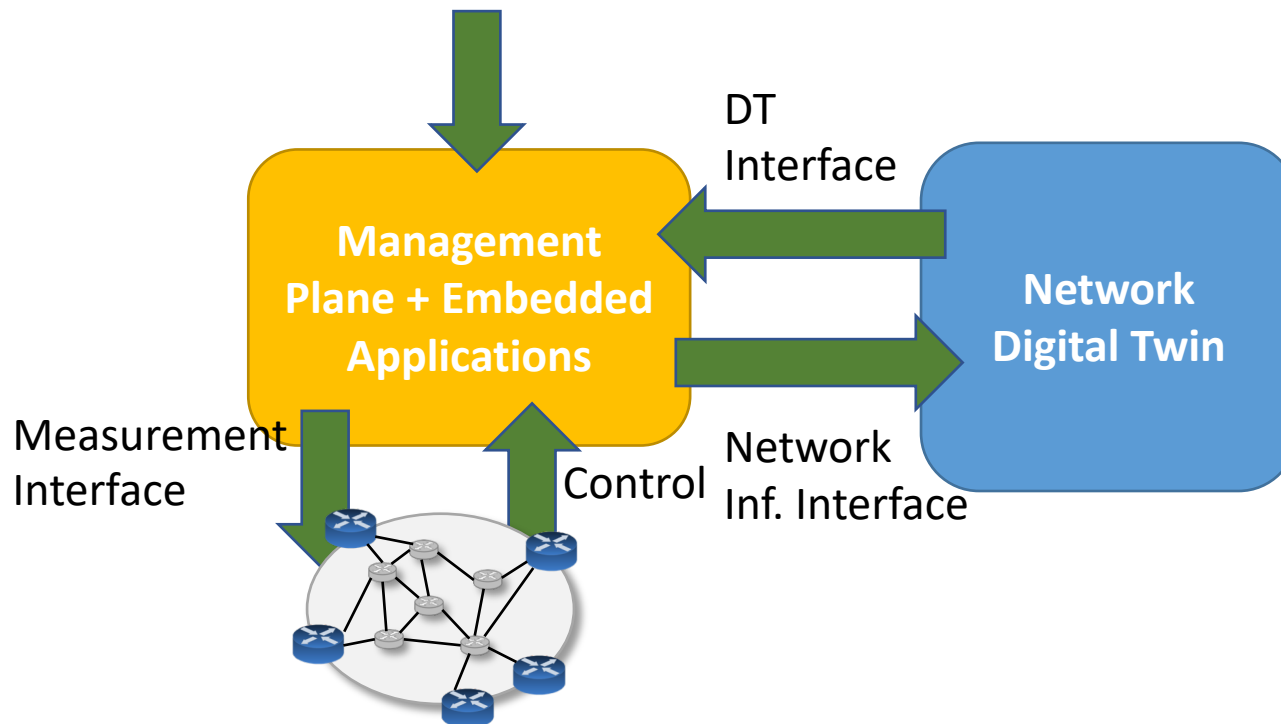 DT
Interface
Management
Plane + Embedded
Applications
Network
Digital Twin
Measurement
Interface
Control
Network
Inf. Interface